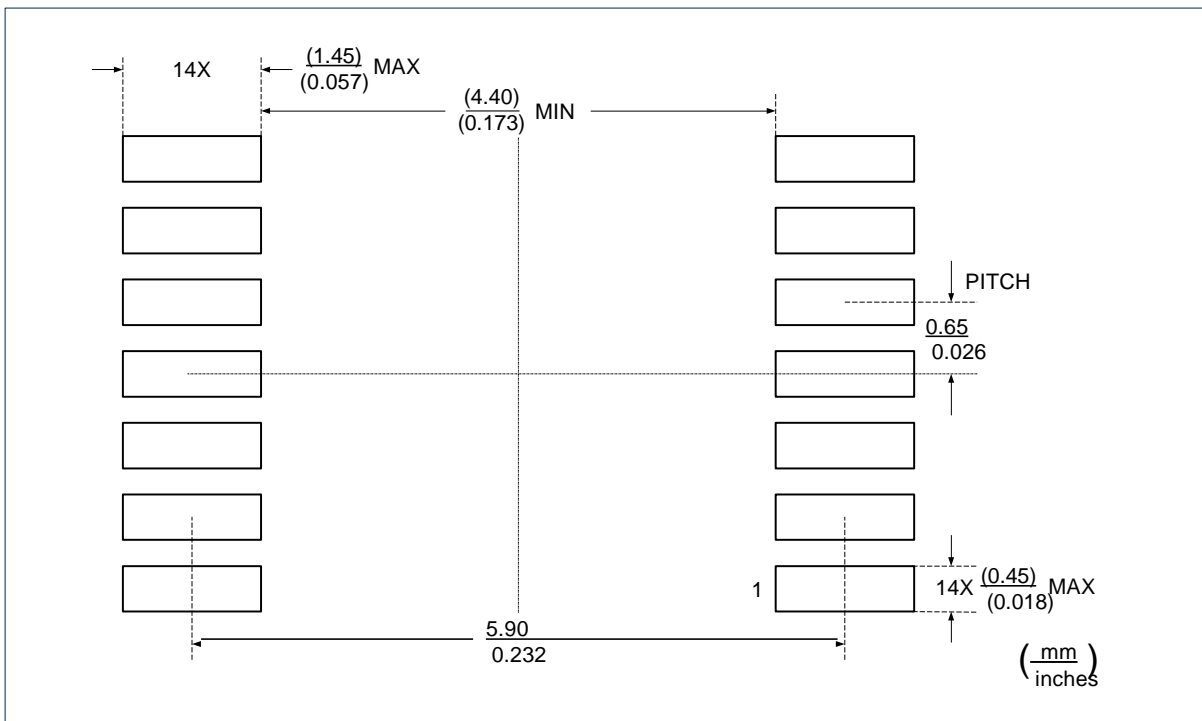 14X
(1.45)
(0.057)
MAX
(4.40)
(0.173)
MIN
PITCH
0.65
0.026
1
14X
(0.45)
(0.018)
MAX
5.90
0.232
(mm
inches)